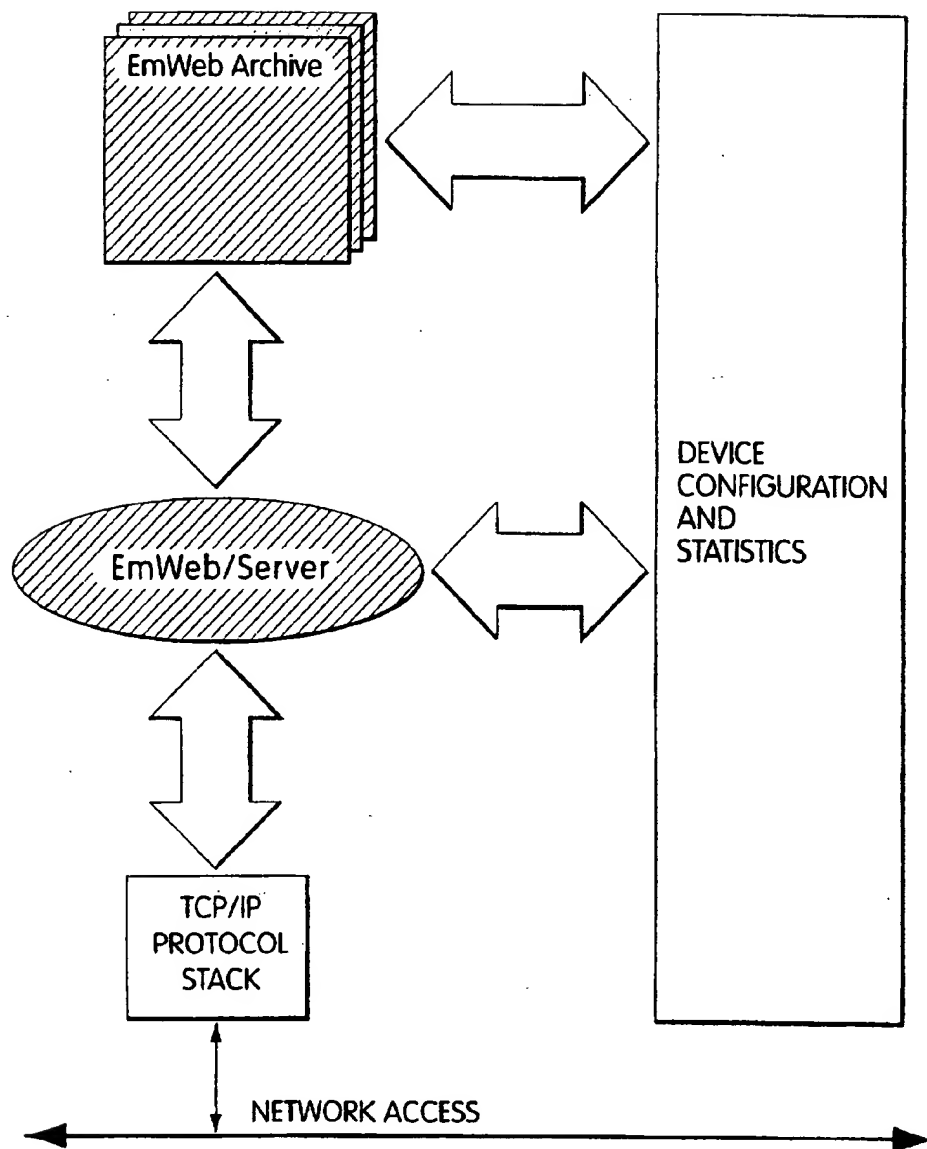 EmWeb Archive
DEVICE
CONFIGURATION
AND
STATISTICS
EmWeb/Server
TCP/IP
PROTOCOL
STACK
NETWORK ACCESS